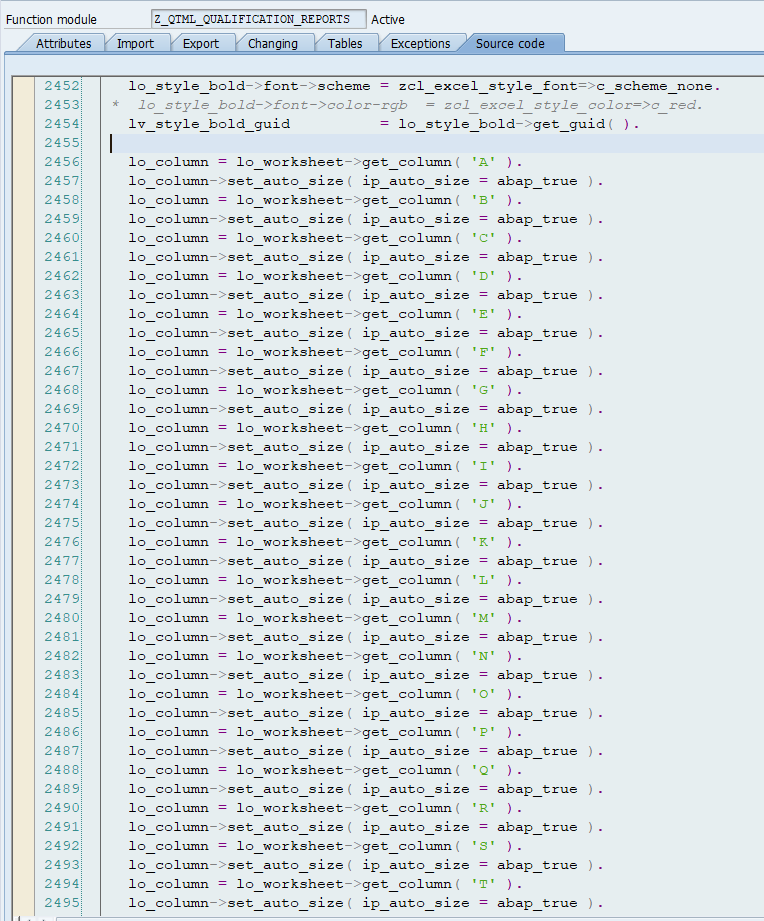 Function module Z_QTML_QUALIFICATION_REPORTS Active
Attributes Import Export Changing Tables Exceptions Source code
2452 lo_style_bold->font->scheme = zcl_excel_style_font=>c_scheme_none.
2453 * lo_style_bold->font->color-rgb = zcl_excel_style_color=>c_red.
2454 lv_style_bold_guid = lo_style_bold->get_guid( ).
2455
2456 lo_column = lo_worksheet->get_column( 'A' ).
2457 lo_column->set_auto_size( ip_auto_size = abap_true ).
2458 lo_column = lo_worksheet->get_column( 'B' ).
2459 lo_column->set_auto_size( ip_auto_size = abap_true ).
2460 lo_column = lo_worksheet->get_column( 'C' ).
2461 lo_column->set_auto_size( ip_auto_size = abap_true ).
2462 lo_column = lo_worksheet->get_column( 'D' ).
2463 lo_column->set_auto_size( ip_auto_size = abap_true ).
2464 lo_column = lo_worksheet->get_column( 'E' ).
2465 lo_column->set_auto_size( ip_auto_size = abap_true ).
2466 lo_column = lo_worksheet->get_column( 'F' ).
2467 lo_column->set_auto_size( ip_auto_size = abap_true ).
2468 lo_column = lo_worksheet->get_column( 'G' ).
2469 lo_column->set_auto_size( ip_auto_size = abap_true ).
2470 lo_column = lo_worksheet->get_column( 'H' ).
2471 lo_column->set_auto_size( ip_auto_size = abap_true ).
2472 lo_column = lo_worksheet->get_column( 'I' ).
2473 lo_column->set_auto_size( ip_auto_size = abap_true ).
2474 lo_column = lo_worksheet->get_column( 'J' ).
2475 lo_column->set_auto_size( ip_auto_size = abap_true ).
2476 lo_column = lo_worksheet->get_column( 'K' ).
2477 lo_column->set_auto_size( ip_auto_size = abap_true ).
2478 lo_column = lo_worksheet->get_column( 'L' ).
2479 lo_column->set_auto_size( ip_auto_size = abap_true ).
2480 lo_column = lo_worksheet->get_column( 'M' ).
2481 lo_column->set_auto_size( ip_auto_size = abap_true ).
2482 lo_column = lo_worksheet->get_column( 'N' ).
2483 lo_column->set_auto_size( ip_auto_size = abap_true ).
2484 lo_column = lo_worksheet->get_column( 'O' ).
2485 lo_column->set_auto_size( ip_auto_size = abap_true ).
2486 lo_column = lo_worksheet->get_column( 'P' ).
2487 lo_column->set_auto_size( ip_auto_size = abap_true ).
2488 lo_column = lo_worksheet->get_column( 'Q' ).
2489 lo_column->set_auto_size( ip_auto_size = abap_true ).
2490 lo_column = lo_worksheet->get_column( 'R' ).
2491 lo_column->set_auto_size( ip_auto_size = abap_true ).
2492 lo_column = lo_worksheet->get_column( 'S' ).
2493 lo_column->set_auto_size( ip_auto_size = abap_true ).
2494 lo_column = lo_worksheet->get_column( 'T' ).
2495 lo_column->set_auto_size( ip_auto_size = abap_true ).